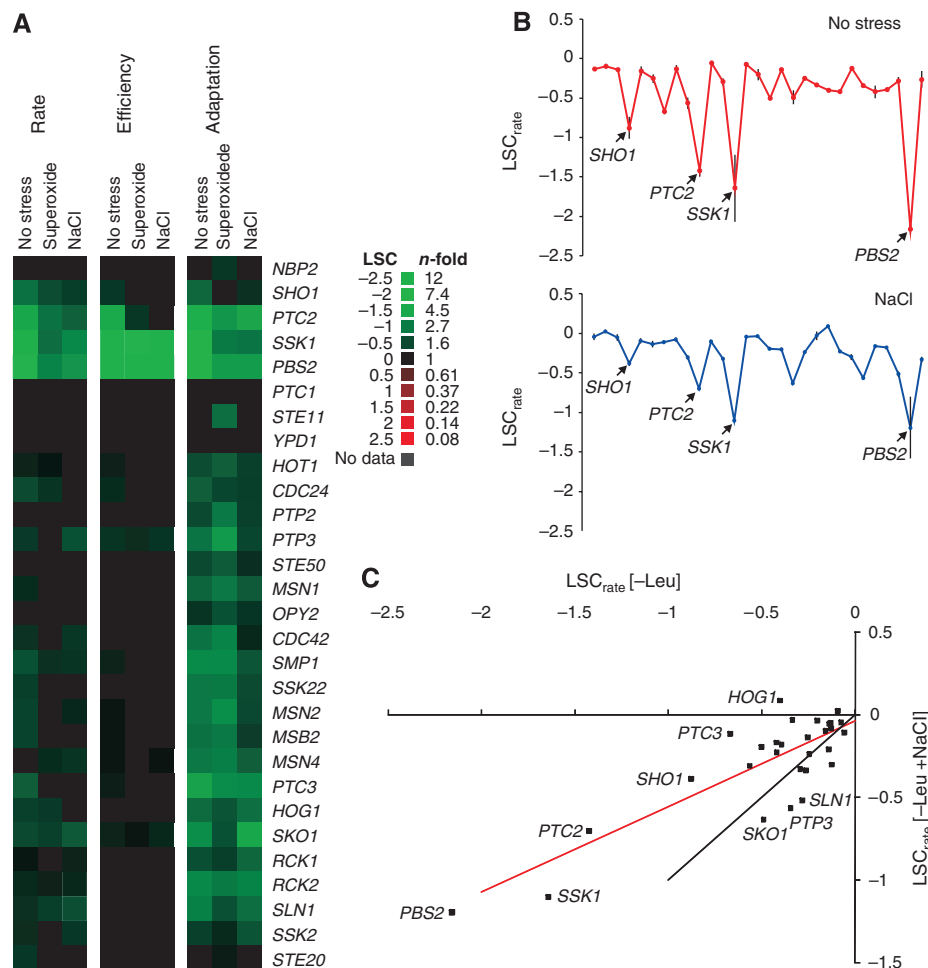 A
Rate
Efficiency
Adaptation
No stress
Superoxide
NaCl
No stress
Superoxide
NaCl
No stress
Superoxidede
NaCl
NBP2
SHO1
PTC2
SSK1
PBS2
PTC1
STE11
YPD1
HOT1
CDC24
PTP2
PTP3
STE50
MSN1
OPY2
CDC42
SMP1
SSK22
MSN2
MSB2
MSN4
PTC3
HOG1
SKO1
RCK1
RCK2
SLN1
SSK2
STE20
LSC n-fold
−2.5 12
−2 7.4
−1.5 4.5
−1 2.7
−0.5 1.6
0 1
0.5 0.61
1 0.37
1.5 0.22
2 0.14
2.5 0.08
No data
B
No stress
0.5
0
−0.5
−1.0
−1.5
−2
−2.5
LSCrate
SHO1
PTC2
SSK1
PBS2
NaCl
0.5
0
−0.5
−1.0
−1.5
−2
−2.5
LSCrate
SHO1
PTC2
SSK1
PBS2
C
LSCrate [−Leu]
−2.5 −2 −1.5 −1 −0.5 0
0.5
0
−0.5
−1
−1.5
LSCrate [−Leu +NaCl]
HOG1
PTC3
SHO1
SLN1
PTP3
SKO1
PTC2
SSK1
PBS2